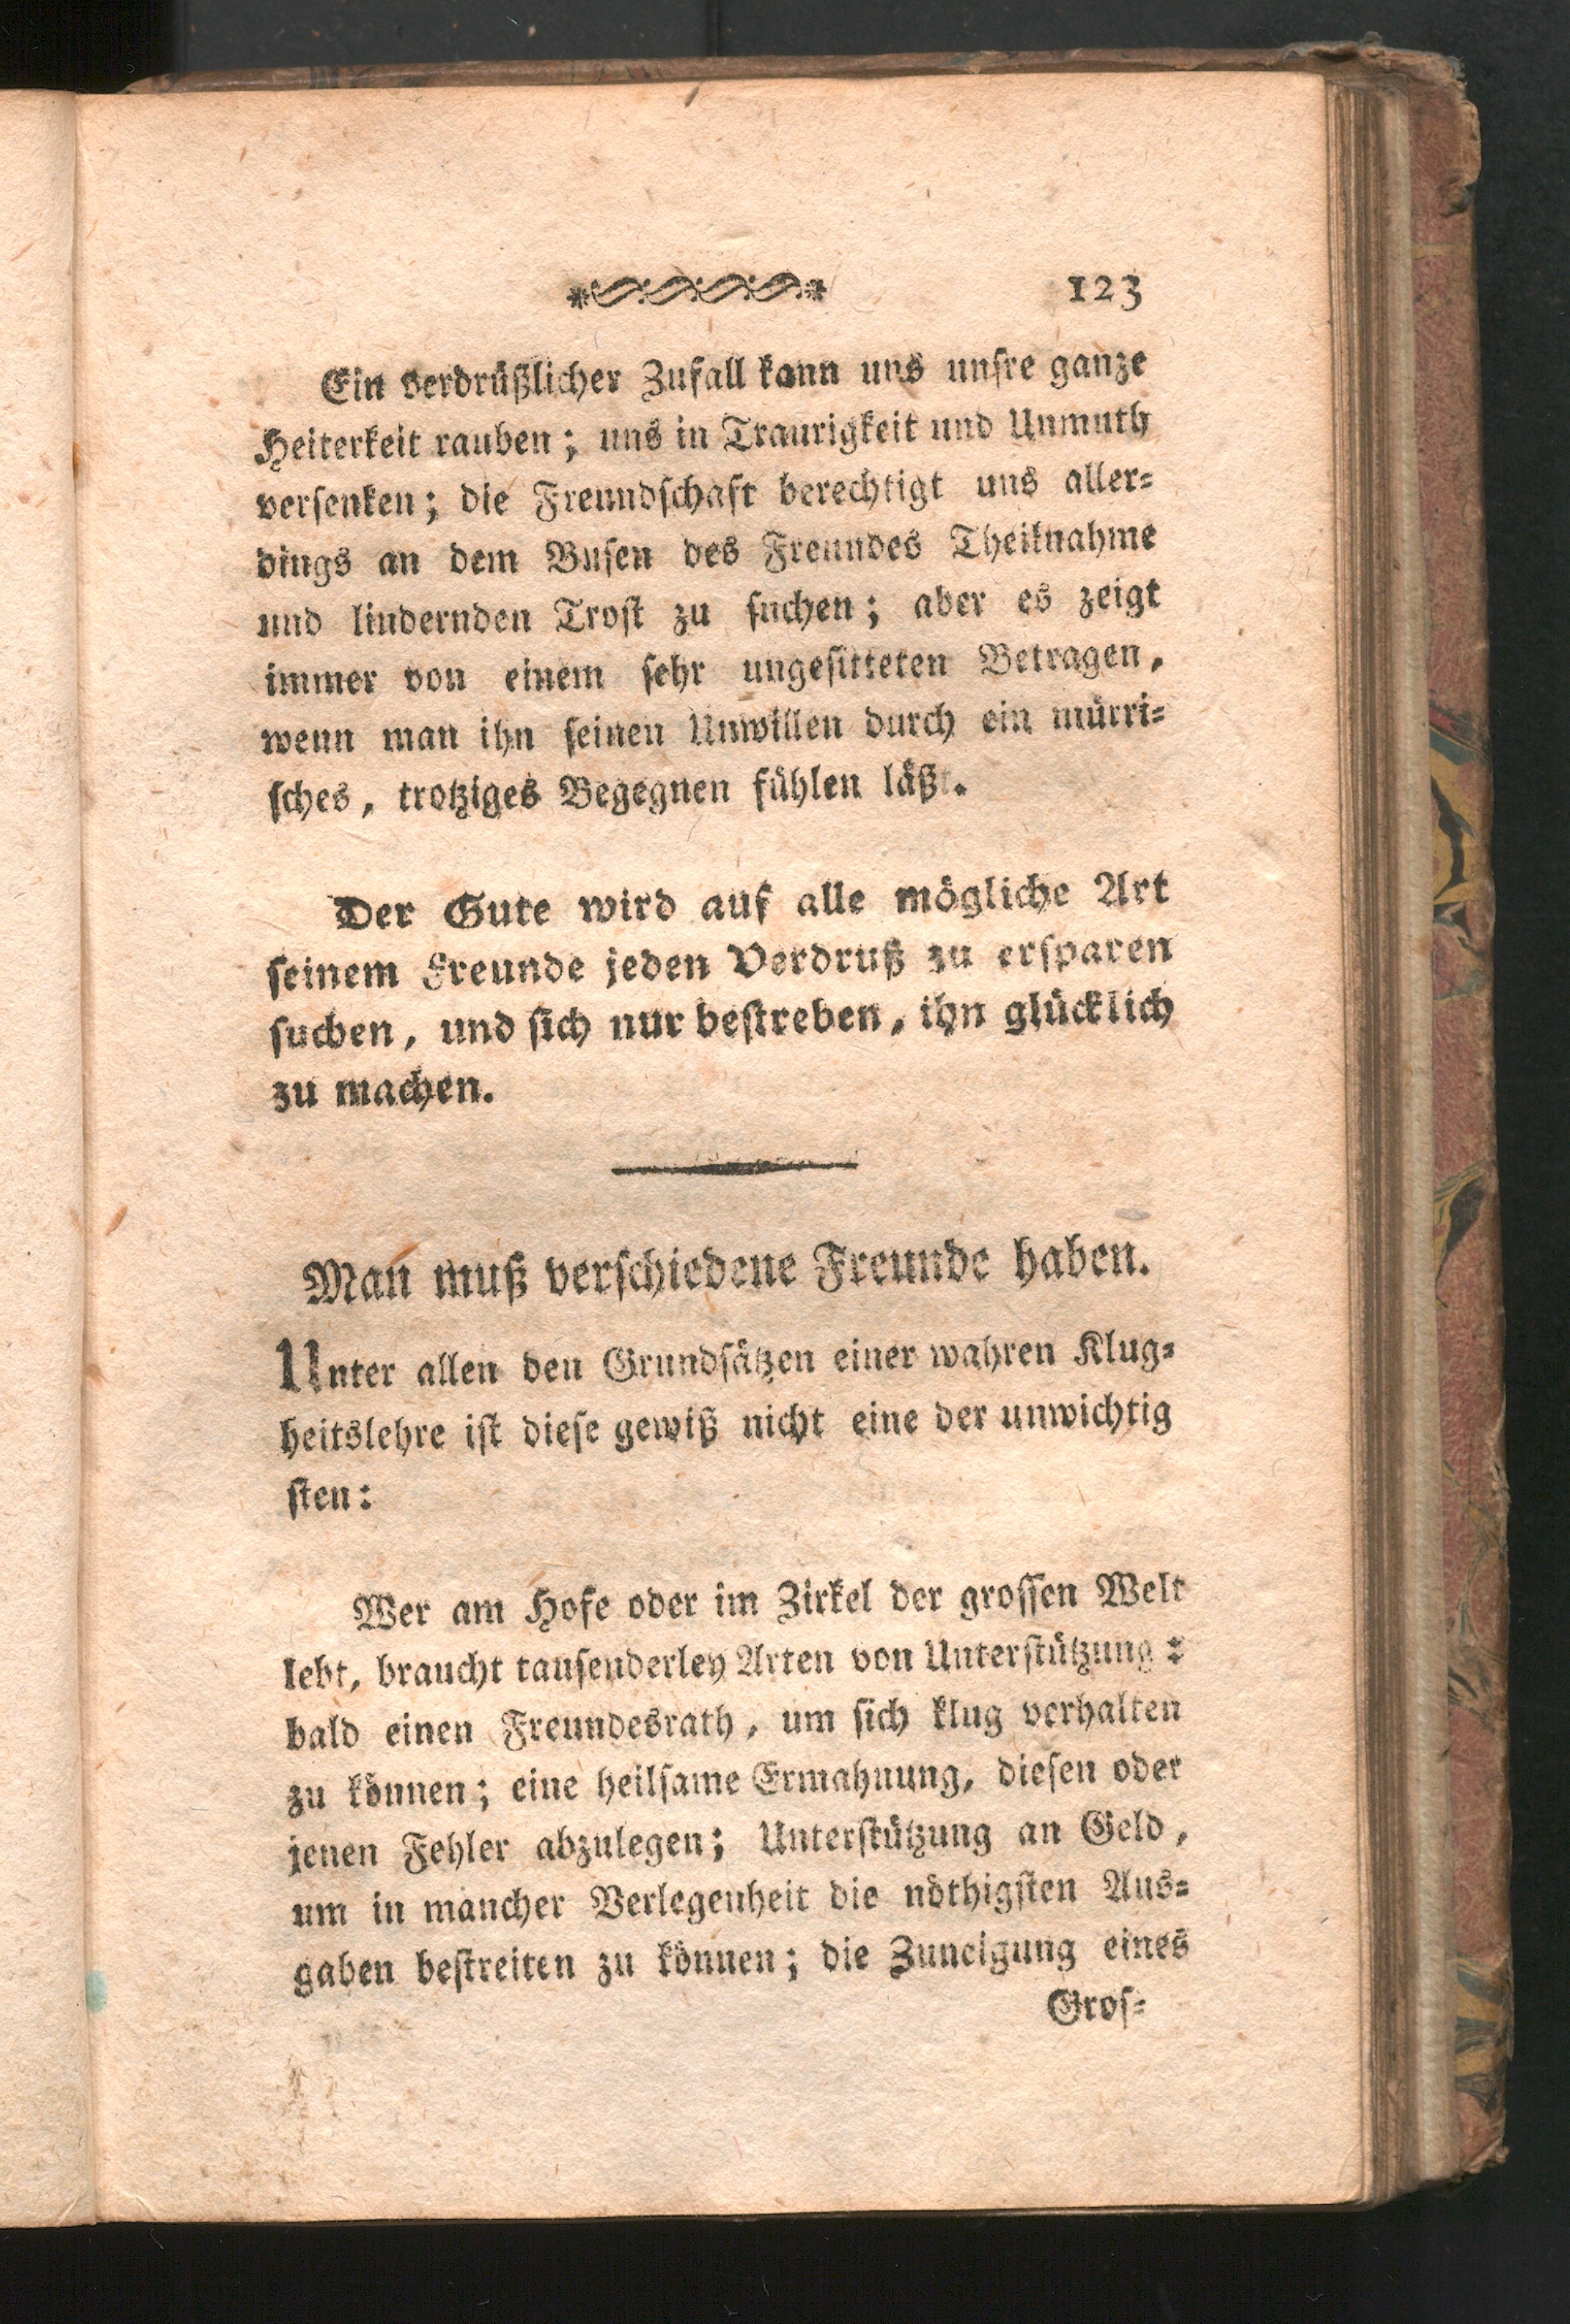 123
Ein verdrüßlicher Zufall kann uns unsre ganze
Heiterkeit rauben; uns in Traurigkeit und Unmuth
versenken; die Freundschaft berechtigt uns aller=
dings an dem Busen des Freundes Theilnahme
und lindernden Trost zu suchen; aber es zeigt
immer von einem sehr ungesitteten Betragen,
wenn man ihn seinen Unwillen durch ein mürri=
sches, trotziges Begegnen fühlen läßt.
Der Gute wird auf alle mögliche Art
seinem Freunde jeden Verdruß zu ersparen
suchen, und sich nur bestreben, ihn glücklich
zu machen.
Man muß verschiedene Freunde haben.
Unter allen den Grundsätzen einer wahren Klug=
heitslehre ist diese gewiß nicht eine der unwichtig
sten:
Wer am Hofe oder im Zirkel der grossen Welt
lebt, braucht tausenderley Arten von Unterstützung:
bald einen Freundesrath, um sich klug verhalten
zu können; eine heilsame Ermahnung, diesen oder
jenen Fehler abzulegen; Unterstützung an Geld,
um in mancher Verlegenheit die nöthigsten Aus=
gaben bestreiten zu können; die Zuneigung eines
Gros=